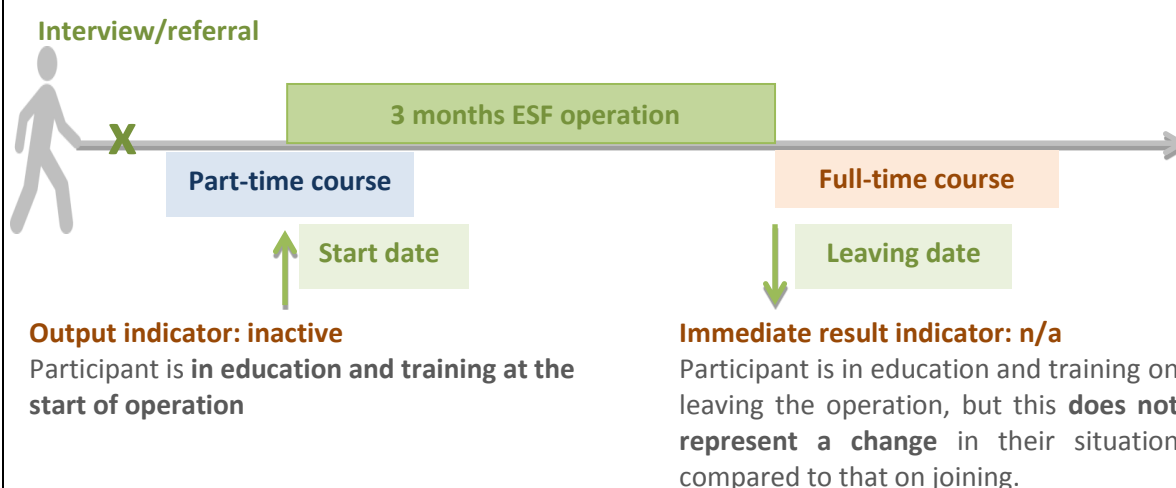 Interview/referral
X
3 months ESF operation
Part-time course
Full-time course
Start date
Leaving date
Output indicator: inactive
Participant is in education and training at the
start of operation
Immediate result indicator: n/a
Participant is in education and training on
leaving the operation, but this does not
represent a change in their situation
compared to that on joining.